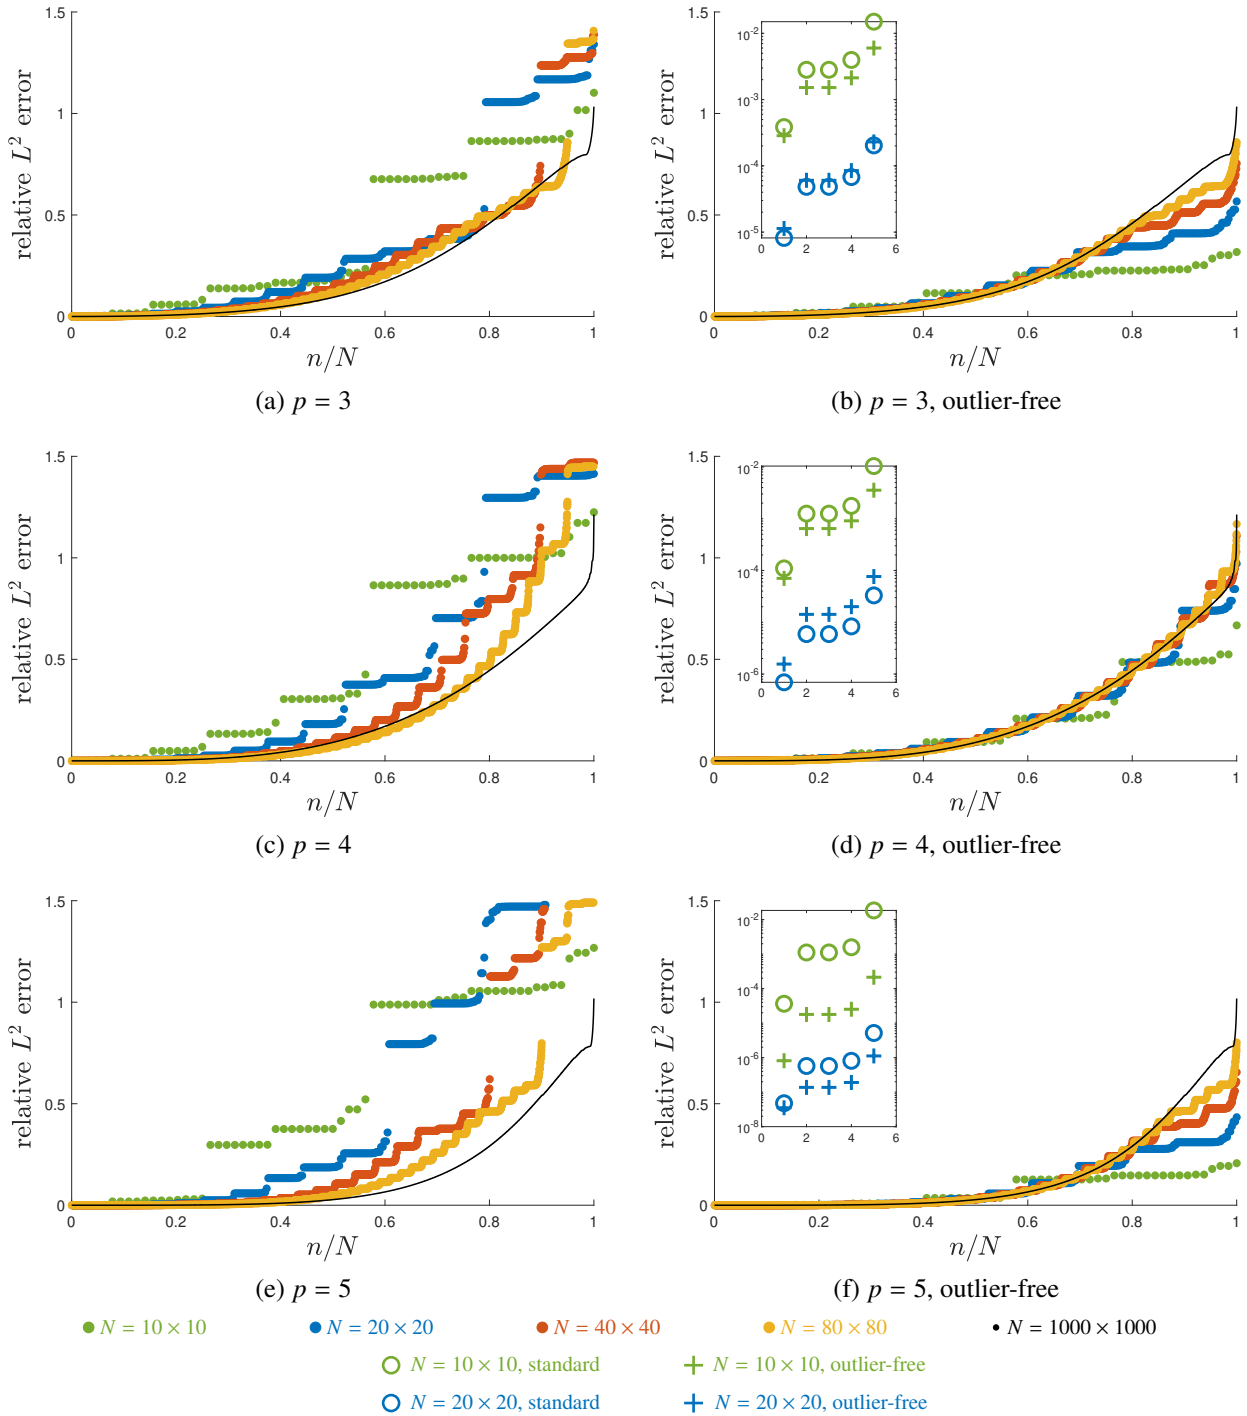 relative L² error
1.5
1
0.5
0
0.2
0.4
0.6
0.8
1
n/N
(a) p = 3
relative L² error
1.5
1
0.5
0
0.2
0.4
0.6
0.8
1
n/N
10⁻²
10⁻³
10⁻⁴
10⁻⁵
0 2 4 6
(b) p = 3, outlier-free
relative L² error
1.5
1
0.5
0
0.2
0.4
0.6
0.8
1
n/N
(c) p = 4
relative L² error
1.5
1
0.5
0
0.2
0.4
0.6
0.8
1
n/N
10⁻²
10⁻⁴
10⁻⁶
0 2 4 6
(d) p = 4, outlier-free
relative L² error
1.5
1
0.5
0
0.2
0.4
0.6
0.8
1
n/N
(e) p = 5
relative L² error
1.5
1
0.5
0
0.2
0.4
0.6
0.8
1
n/N
10⁻²
10⁻⁴
10⁻⁶
10⁻⁸
0 2 4 6
(f) p = 5, outlier-free
N = 10 × 10 N = 20 × 20 N = 40 × 40 N = 80 × 80 N = 1000 × 1000
N = 10 × 10, standard N = 10 × 10, outlier-free
N = 20 × 20, standard N = 20 × 20, outlier-free